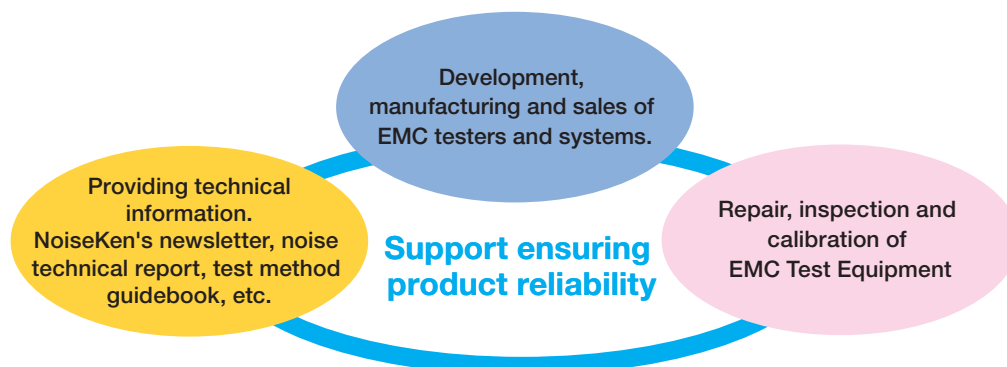 Development,
manufacturing and sales of
EMC testers and systems.
Providing technical
information.
NoiseKen's newsletter, noise
technical report, test method
guidebook, etc.
Support ensuring
product reliability
Repair, inspection and
calibration of
EMC Test Equipment